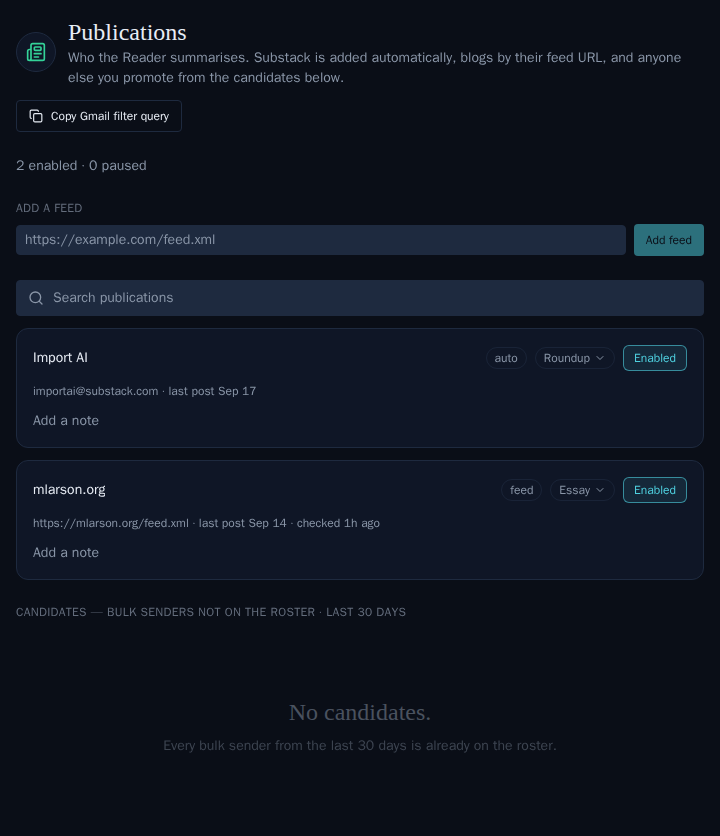 Publications
Who the Reader summarises. Substack is added automatically, blogs by their feed URL, and anyone
else you promote from the candidates below.
Copy Gmail filter query
2 enabled · 0 paused
ADD A FEED
https://example.com/feed.xml
Add feed
Search publications
Import AI
auto
Roundup
Enabled
importai@substack.com · last post Sep 17
Add a note
mlarson.org
feed
Essay
Enabled
https://mlarson.org/feed.xml · last post Sep 14 · checked 1h ago
Add a note
CANDIDATES — BULK SENDERS NOT ON THE ROSTER · LAST 30 DAYS
No candidates.
Every bulk sender from the last 30 days is already on the roster.